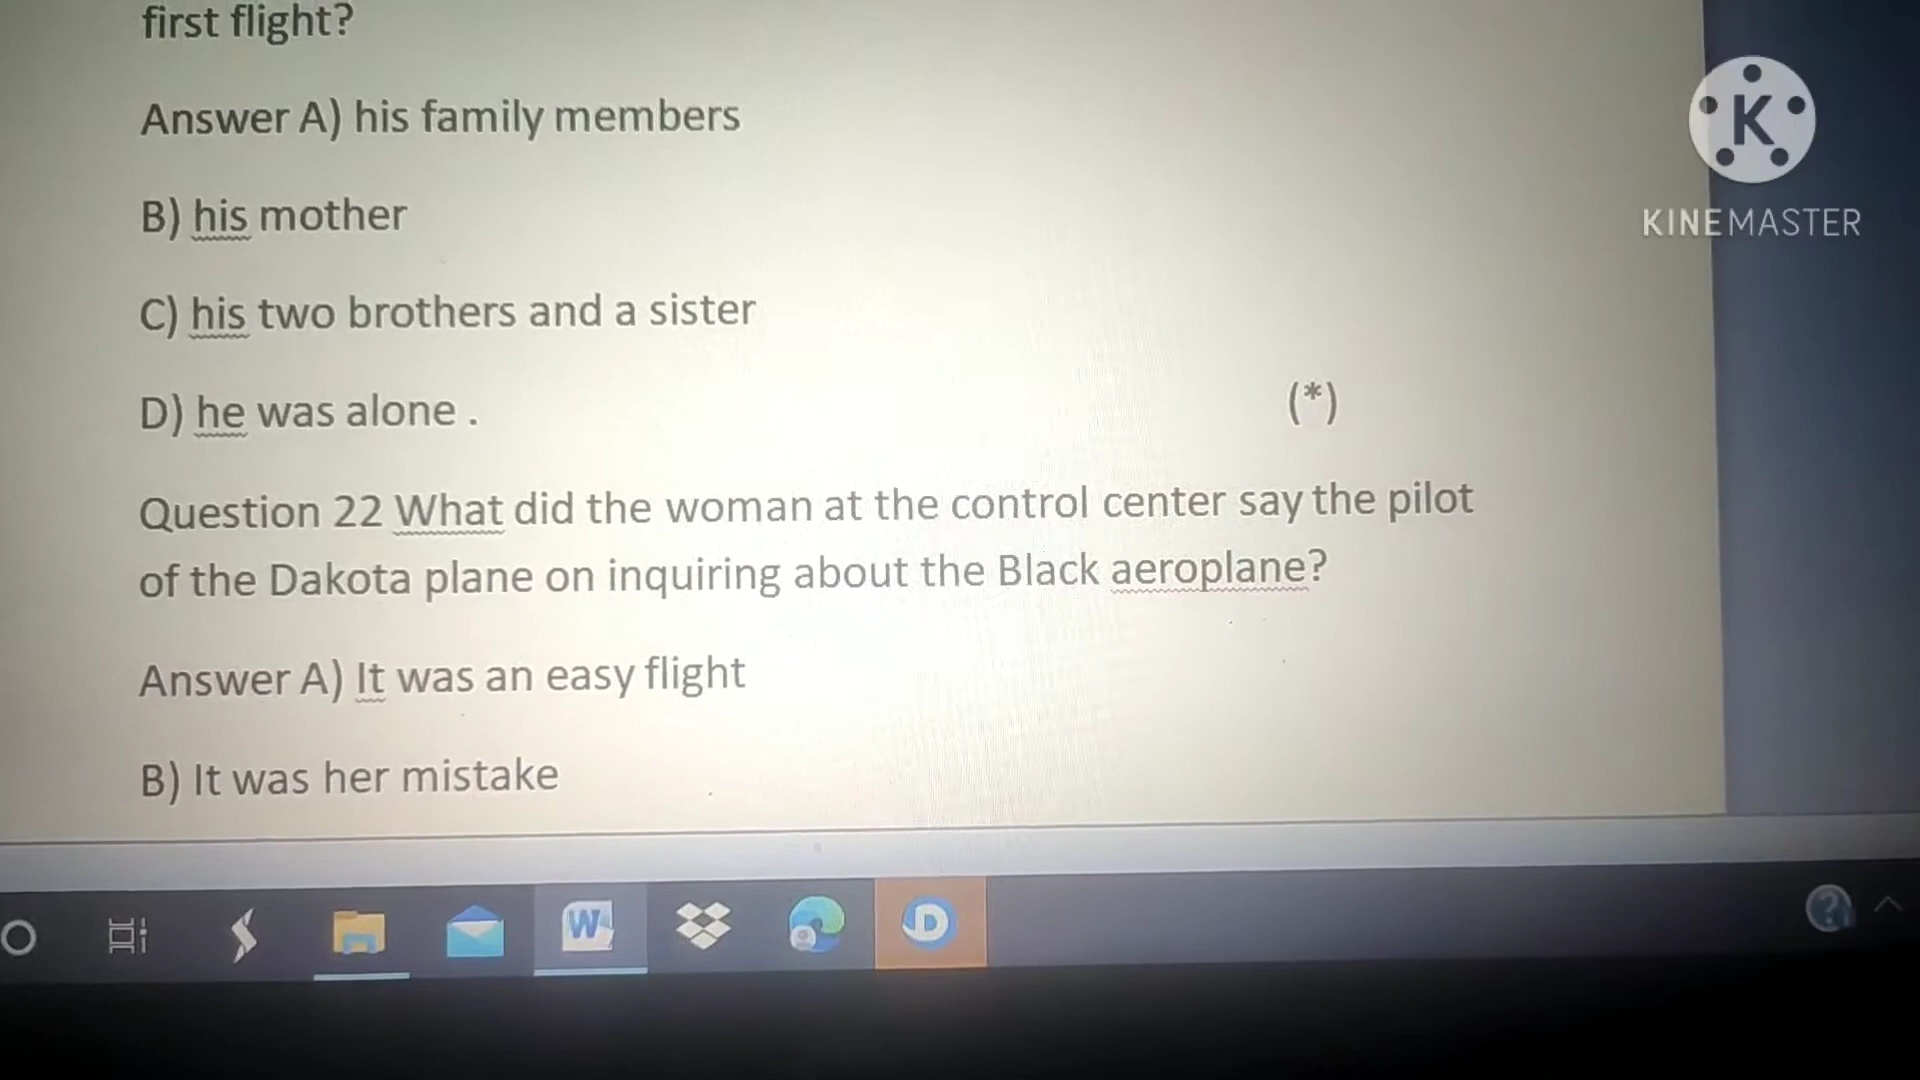 first flight?
Answer A) his family members
B) his mother
C) his two brothers and a sister
D) he was alone . (*)
Question 22 What did the woman at the control center say the pilot
of the Dakota plane on inquiring about the Black aeroplane?
Answer A) It was an easy flight
B) It was her mistake
K
KINEMASTER
W
D
?